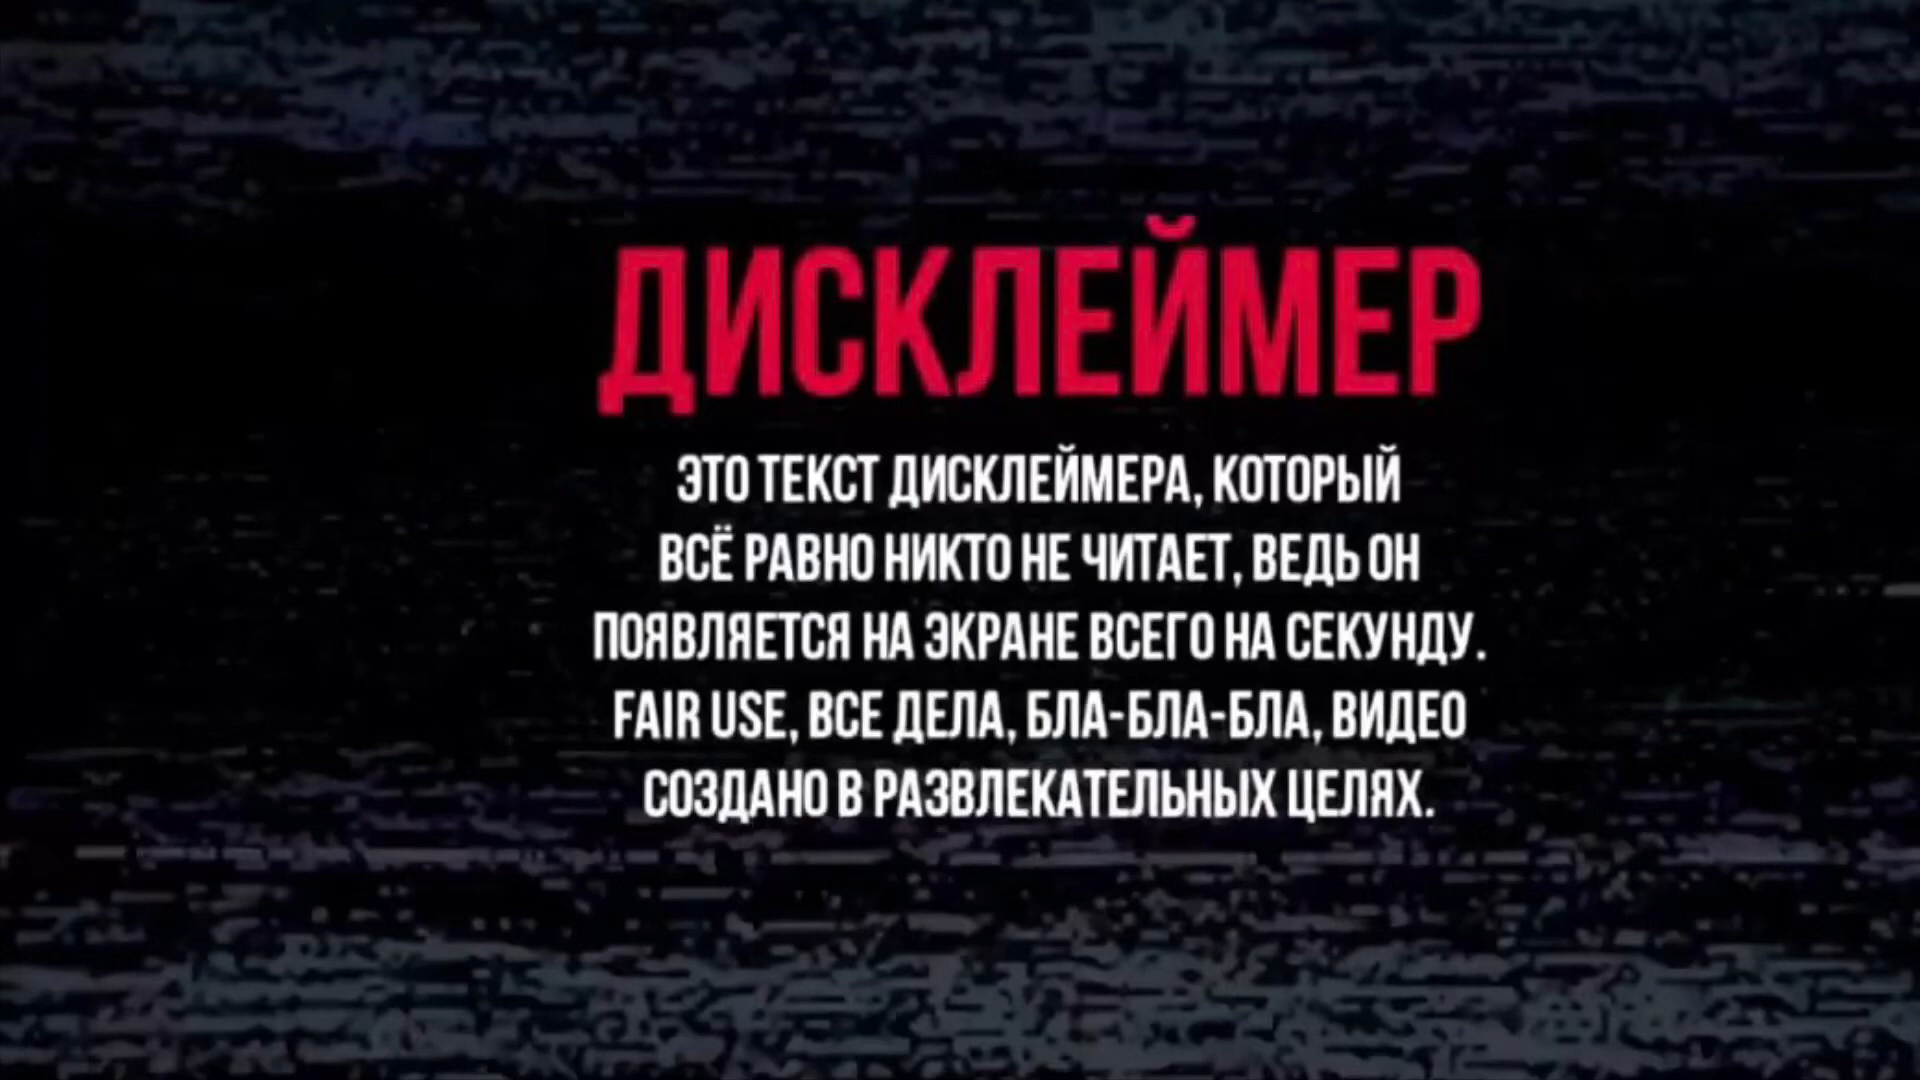 ДИСКЛЕЙМЕР
ЭТО ТЕКСТ ДИСКЛЕЙМЕРА, КОТОРЫЙ
ВСЁ РАВНО НИКТО НЕ ЧИТАЕТ, ВЕДЬ ОН
ПОЯВЛЯЕТСЯ НА ЭКРАНЕ ВСЕГО НА СЕКУНДУ.
FAIR USE, ВСЕ ДЕЛА, БЛА-БЛА-БЛА, ВИДЕО
СОЗДАНО В РАЗВЛЕКАТЕЛЬНЫХ ЦЕЛЯХ.